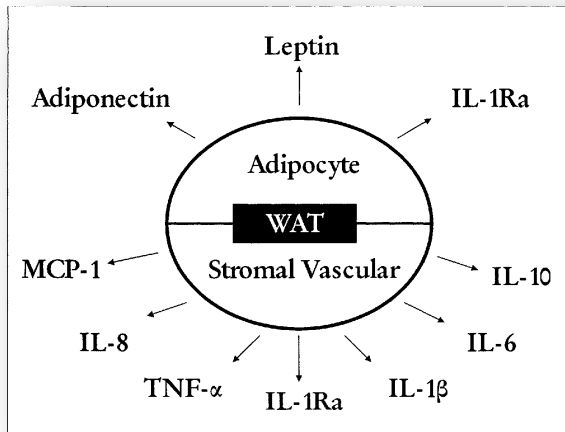 Leptin
Adiponectin
IL-1Ra
Adipocyte
WAT
Stromal Vascular
MCP-1
IL-10
IL-8
IL-6
TNF-α
IL-1Ra
IL-1β